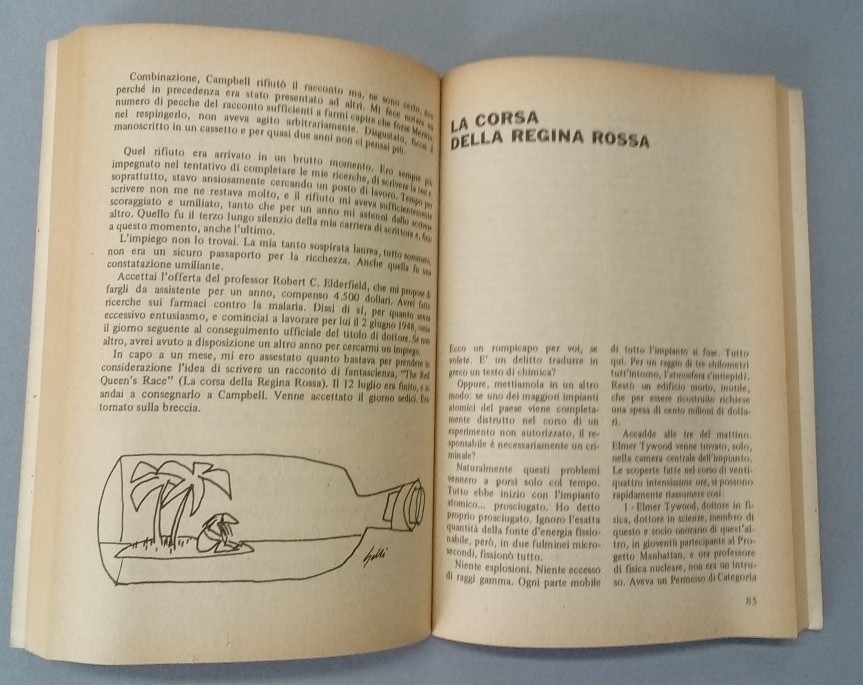 Combinazione, Campbell rifiutò il racconto ma, ne sono certo, non
perché in precedenza era stato presentato ad altri. Mi fece notare un
numero di pecche del racconto sufficienti a farmi capire che forse Merwin,
nel respingerlo, non aveva agito arbitrariamente. Disgustato, ficcai il
manoscritto in un cassetto e per quasi due anni non ci pensai più.
Quel rifiuto era arrivato in un brutto momento. Ero sempre più
impegnato nel tentativo di completare le mie ricerche, di scrivere la tesi e
soprattutto, stavo ansiosamente cercando un posto di lavoro. Tempo per
scrivere non me ne restava molto, e il rifiuto mi aveva sufficientemente
scoraggiato e umiliato, tanto che per un anno mi astenni dallo scrivere
altro. Quello fu il terzo lungo silenzio della mia carriera di scrittore e, fino
a questo momento, anche l'ultimo.
L'impiego non lo trovai. La mia tanto sospirata laurea, tutto sommato,
non era un sicuro passaporto per la ricchezza. Anche quella fu una
constatazione umiliante.
Accettai l'offerta del professor Robert C. Elderfield, che mi propose di
fargli da assistente per un anno, compenso 4.500 dollari. Avrei fatto
ricerche sui farmaci contro la malaria. Dissi di sì, per quanto senza
eccessivo entusiasmo, e cominciai a lavorare per lui il 2 giugno 1948, ossia
il giorno seguente al conseguimento ufficiale del titolo di dottore. Se non
altro, avrei avuto a disposizione un altro anno per cercarmi un impiego.
In capo a un mese, mi ero assestato quanto bastava per prendere in
considerazione l'idea di scrivere un racconto di fantascienza, "The Red
Queen's Race" (La corsa della Regina Rossa). Il 12 luglio era finito, e io
andai a consegnarlo a Campbell. Venne accettato il giorno sedici. Ero
tornato sulla breccia.
LA CORSA
DELLA REGINA ROSSA
Ecco un rompicapo per voi, se
volete. E' un delitto tradurre in
greco un testo di chimica?
Oppure, mettiamola in un altro
modo: se uno dei maggiori impianti
atomici del paese viene completa-
mente distrutto nel corso di un
esperimento non autorizzato, il re-
sponsabile è necessariamente un cri-
minale?
Naturalmente questi problemi
vennero a porsi solo col tempo.
Tutto ebbe inizio con l'impianto
atomico... prosciugato. Ho detto
proprio prosciugato. Ignoro l'esatta
quantità della fonte d'energia fissio-
nabile, però, in due fulminei micro-
secondi, fissionò tutto.
Niente esplosioni. Niente eccesso
di raggi gamma. Ogni parte mobile
di tutto l'impianto si fuse. Tutto
qui. Per un raggio di tre chilometri
tutt'intorno, l'atmosfera s'intiepidì.
Restò un edificio morto, inutile,
che per essere ricostruito richiese
una spesa di cento milioni di dolla-
ri.
Accadde alle tre del mattino.
Elmer Tywood venne trovato, solo,
nella camera centrale dell'impianto.
Le scoperte fatte nel corso di venti-
quattro intensissime ore, si possono
rapidamente riassumere così:
1 - Elmer Tywood, dottore in fi-
sica, dottore in scienze, membro di
questo e socio onorario di quest'al-
tro, in gioventù partecipante al Pro-
getto Manhattan, e ora professore
di fisica nucleare, non era un intru-
so. Aveva un Permesso di Categoria
85